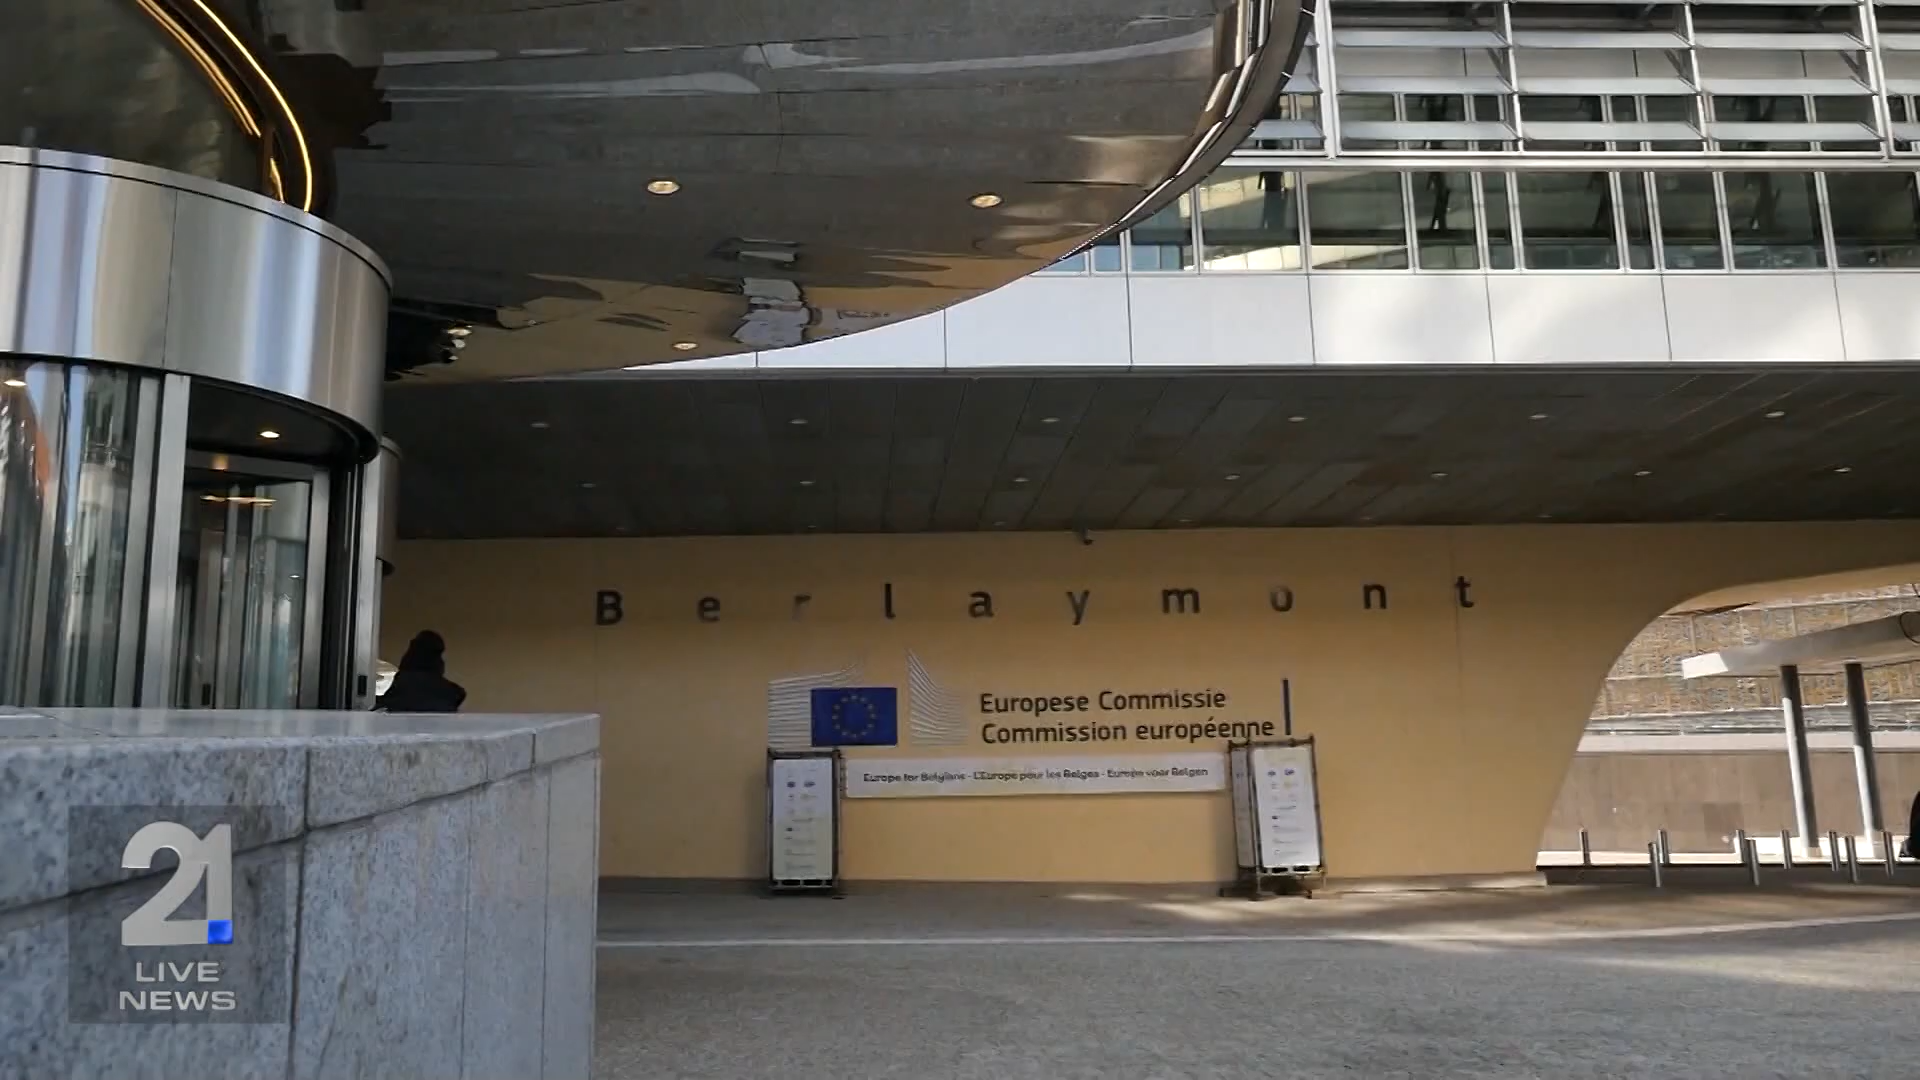 Berlaymont
Europese Commissie
Commission européenne
Europe for Belgians - L'Europe pour les Belges - Europa voor Belgen
21
LIVE
NEWS